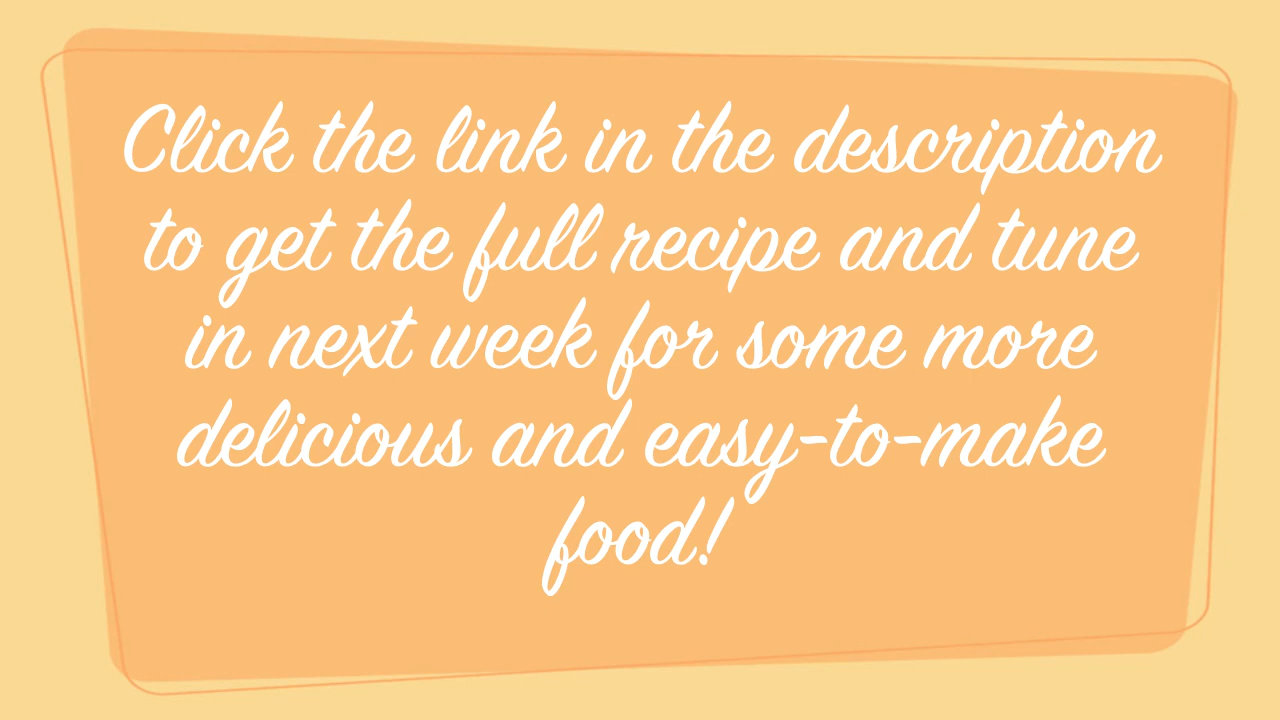 Click the link in the description
to get the full recipe and tune
in next week for some more
delicious and easy-to-make
food!